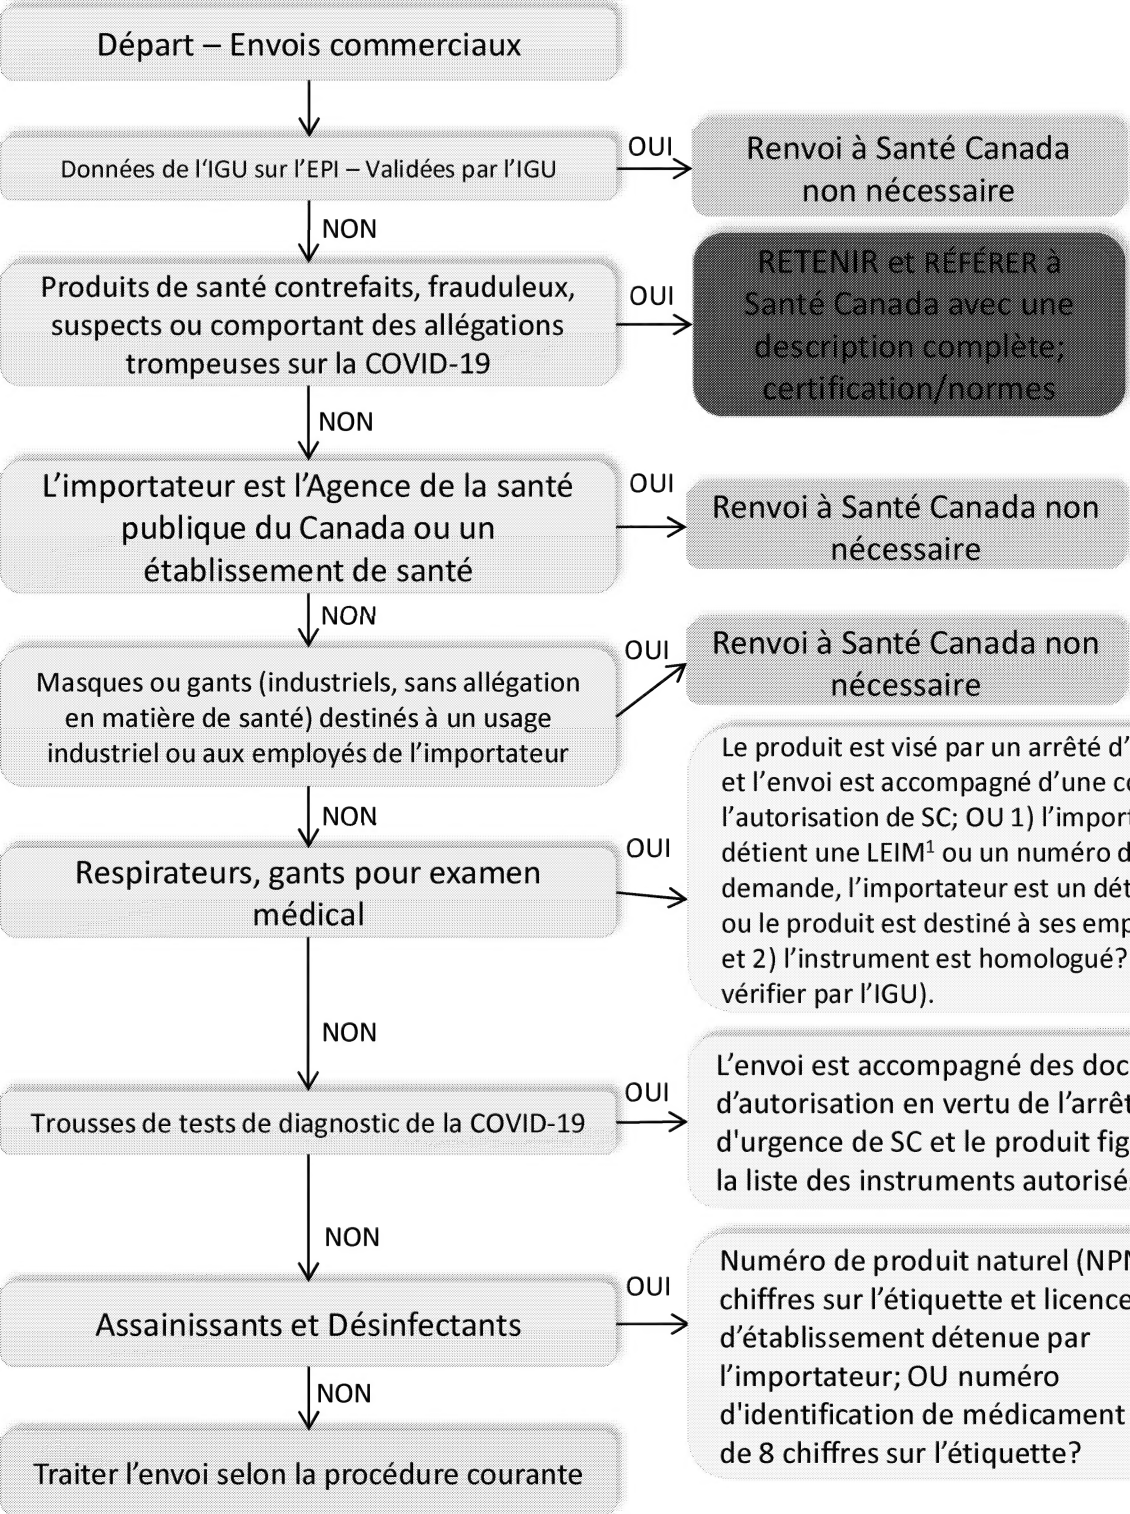 Départ – Envois commerciaux
Données de l‘IGU sur l’EPI – Validées par l’IGU
OUI
Renvoi à Santé Canada
non nécessaire
NON
Produits de santé contrefaits, frauduleux,
suspects ou comportant des allégations
trompeuses sur la COVID-19
OUI
RETENIR et RÉFÉRER à
Santé Canada avec une
description complète;
certification/normes
NON
L’importateur est l’Agence de la santé
publique du Canada ou un
établissement de santé
OUI
Renvoi à Santé Canada non
nécessaire
NON
Masques ou gants (industriels, sans allégation
en matière de santé) destinés à un usage
industriel ou aux employés de l’importateur
OUI
Renvoi à Santé Canada non
nécessaire
NON
Respirateurs, gants pour examen
médical
OUI
Le produit est visé par un arrêté d’
et l’envoi est accompagné d’une
l’autorisation de SC; OU 1)
détient une LEIM¹ ou un numéro
demande, l’importateur est un
ou le produit est destiné à ses
et 2) l’instrument est homologué?
vérifier par l’IGU).
NON
Trousses de tests de diagnostic de la COVID-19
OUI
L’envoi est accompagné des
d’autorisation en vertu de
d'urgence de SC et le produit
la liste des instruments
NON
Assainissants et Désinfectants
OUI
Numéro de produit naturel
chiffres sur l’étiquette et licence
d’établissement détenue par
l’importateur; OU numéro
d'identification de médicament
de 8 chiffres sur l’étiquette?
NON
Traiter l’envoi selon la procédure courante